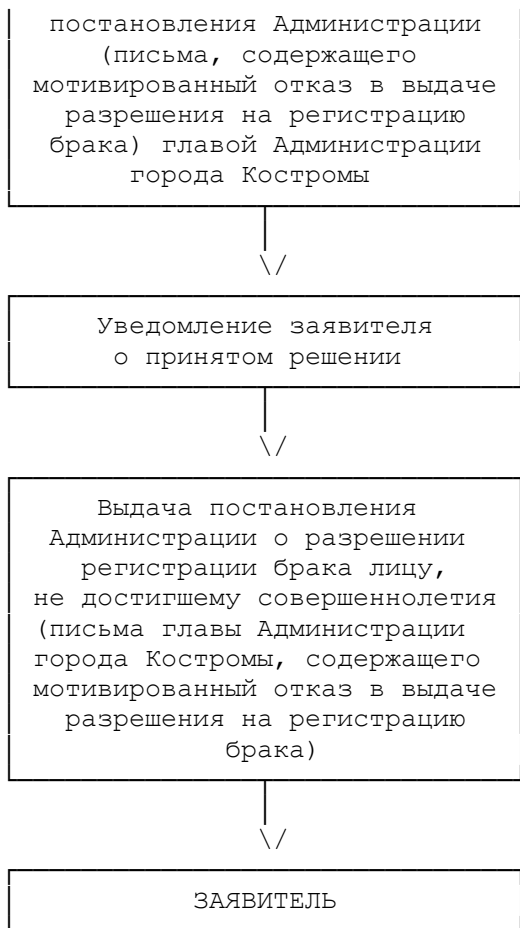 постановления Администрации
(письма, содержащего
мотивированный отказ в выдаче
разрешения на регистрацию
брака) главой Администрации
города Костромы
\/
Уведомление заявителя
о принятом решении
\/
Выдача постановления
Администрации о разрешении
регистрации брака лицу,
не достигшему совершеннолетия
(письма главы Администрации
города Костромы, содержащего
мотивированный отказ в выдаче
разрешения на регистрацию
брака)
\/
ЗАЯВИТЕЛЬ